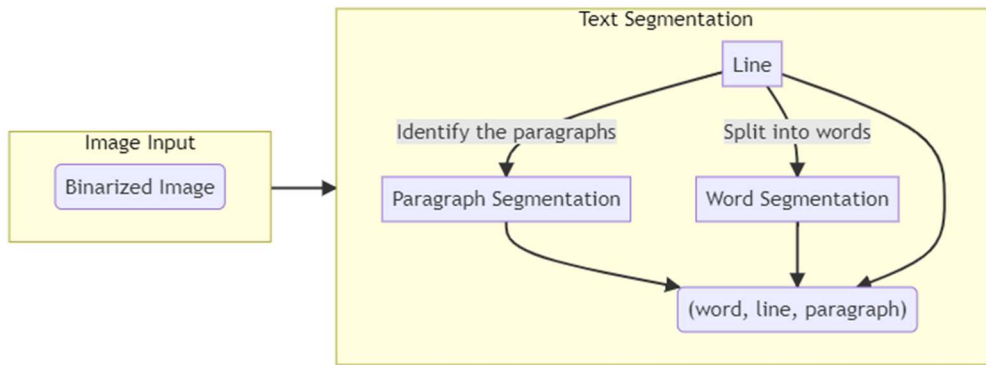 Text Segmentation
Line
Image Input
Identify the paragraphs
Split into words
Binarized Image
Paragraph Segmentation
Word Segmentation
(word, line, paragraph)